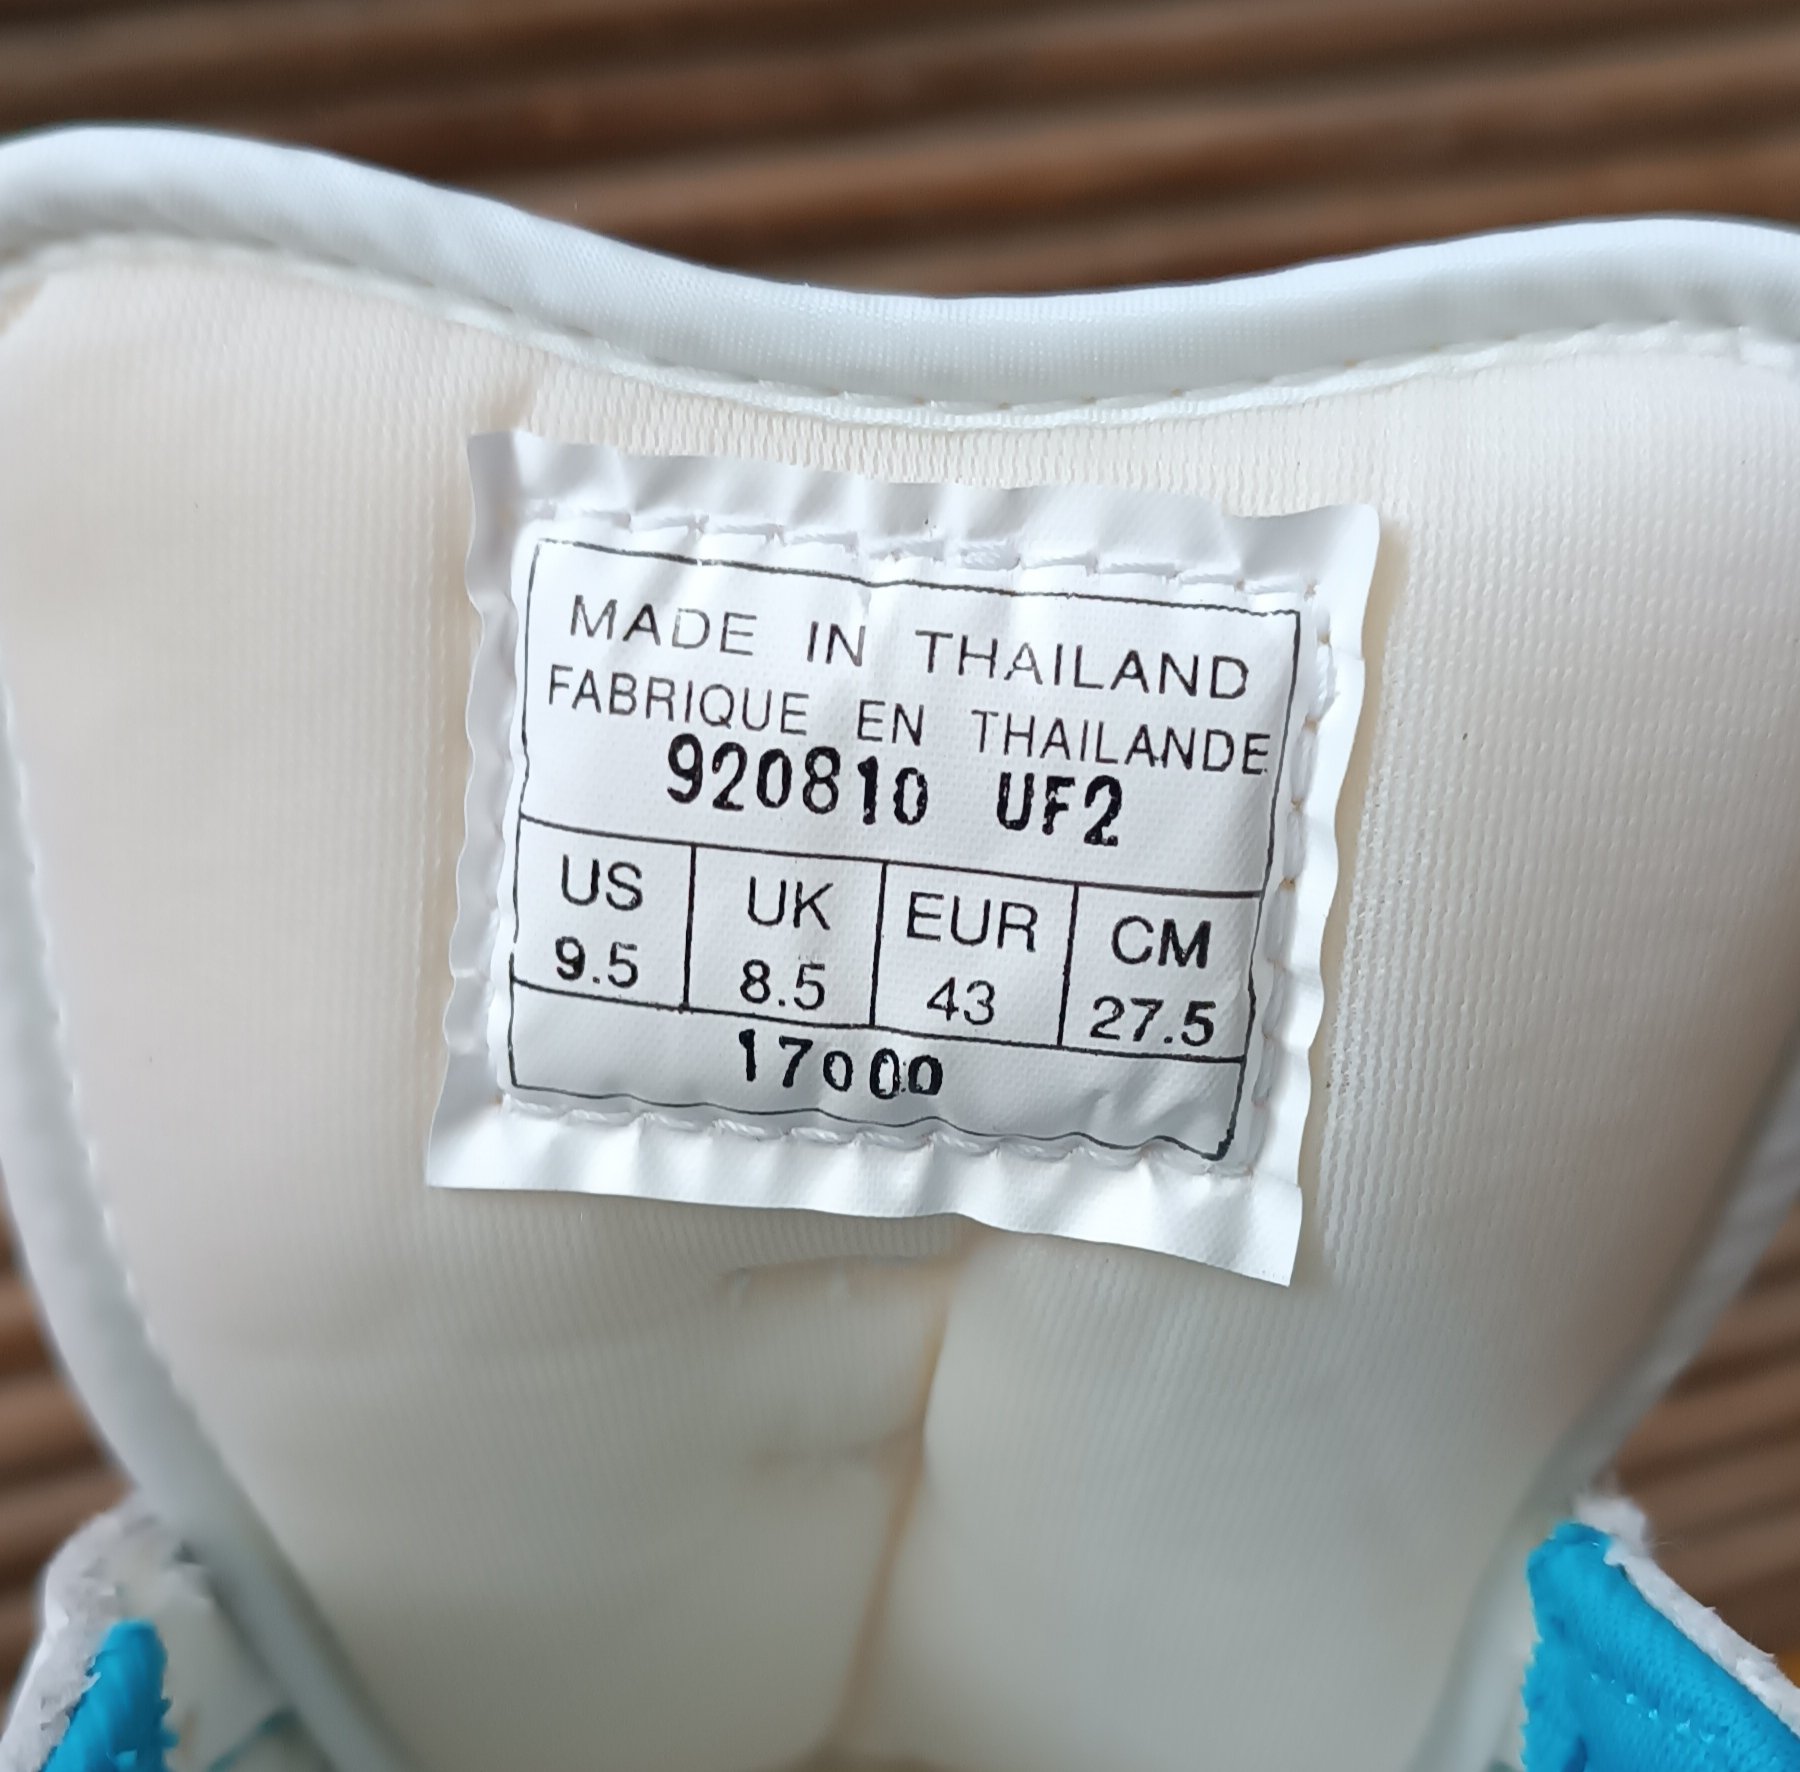 MADE IN THAILAND
FABRIQUE EN THAILANDE
920810 UF2
US UK EUR CM
9.5 8.5 43 27.5
17000